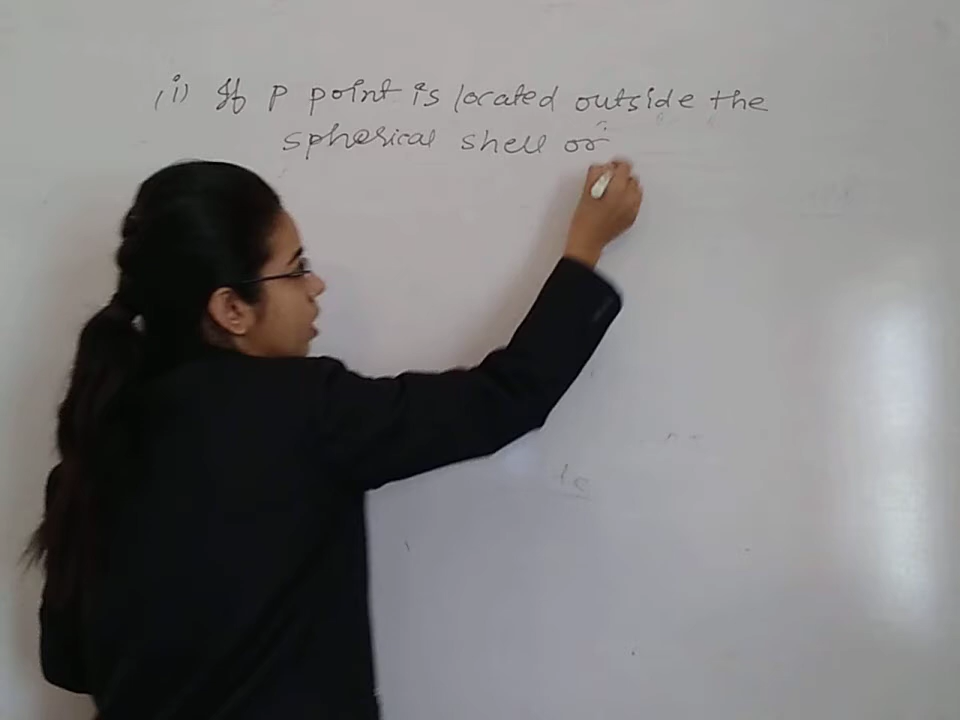 (i) If P point is located outside the
spherical shell or